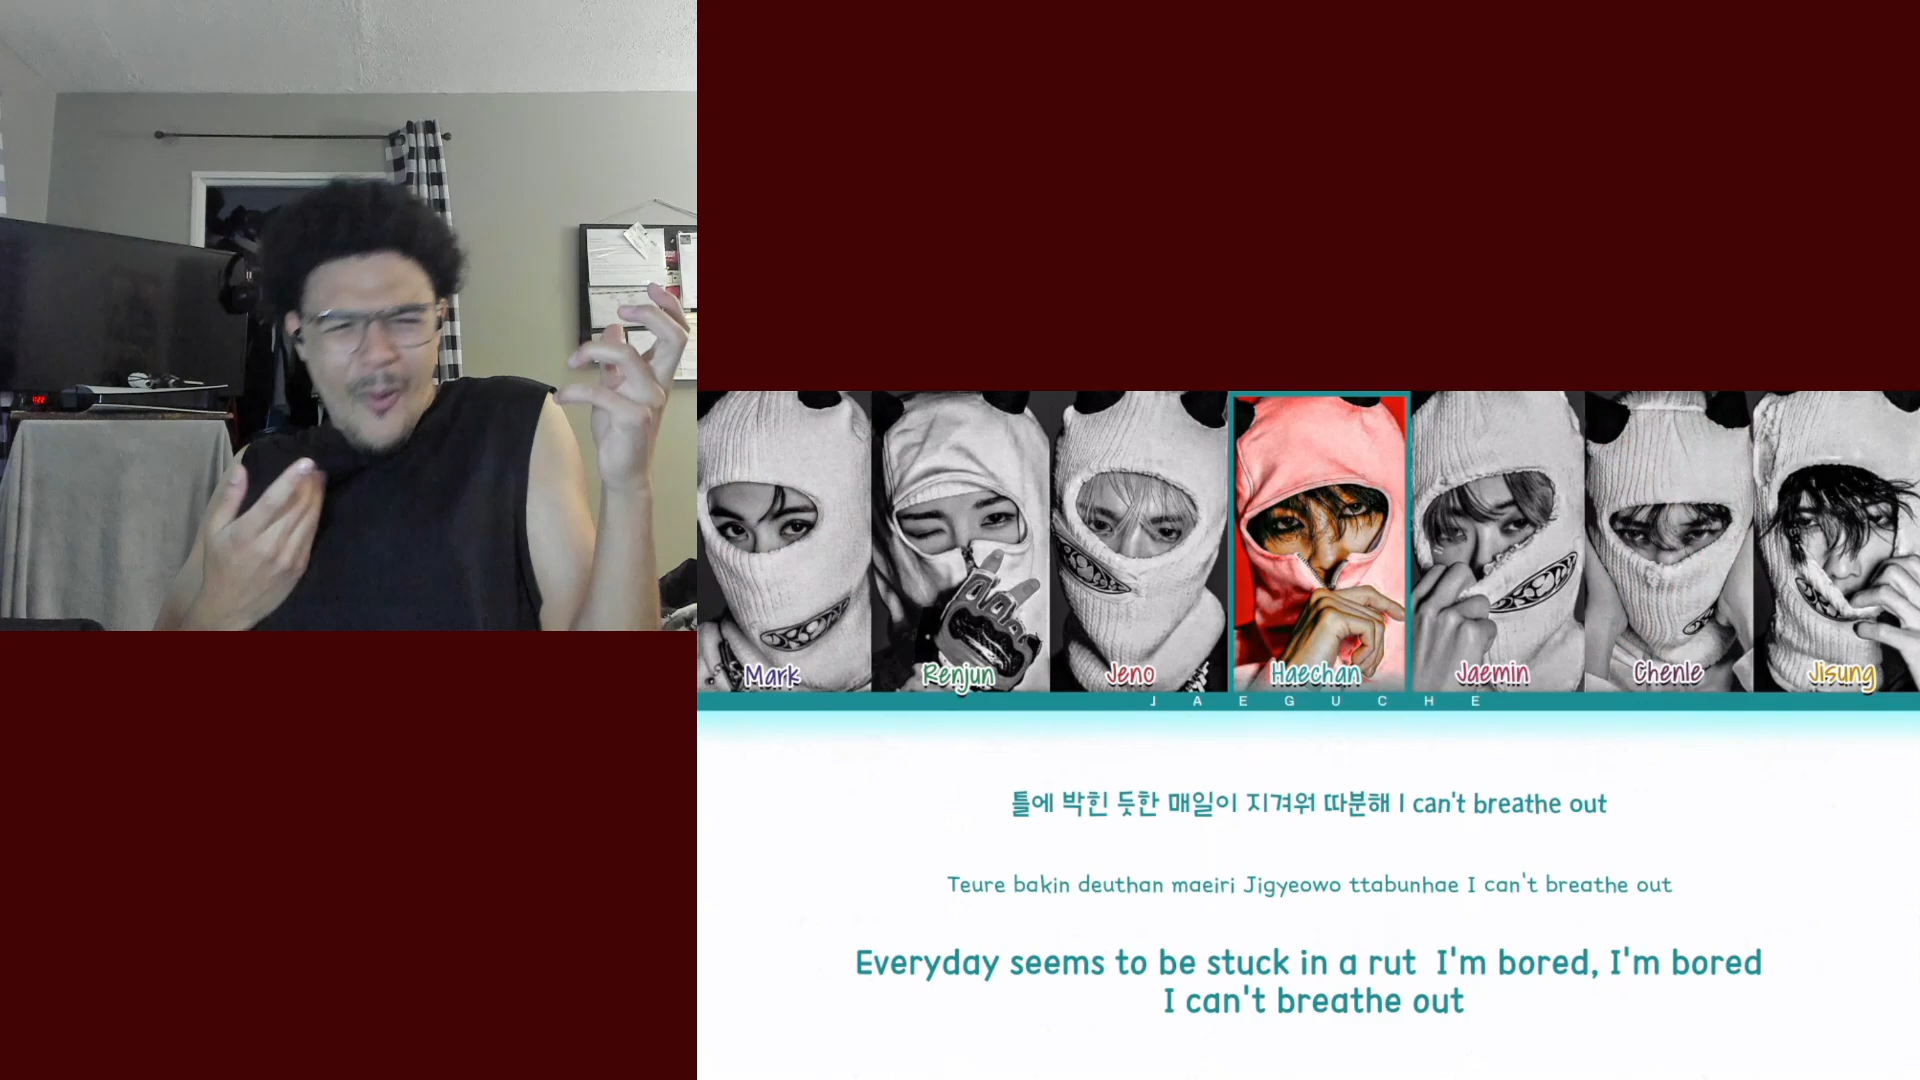 Mark Renjun Jeno Haechan Jaemin Chenle Jisung
JAEGUCHE
틀에 박힌 듯한 매일이 지겨워 따분해 I can't breathe out
Teure bakin deuthan maeiri Jigyeowo ttabunhae I can't breathe out
Everyday seems to be stuck in a rut I'm bored, I'm bored
I can't breathe out